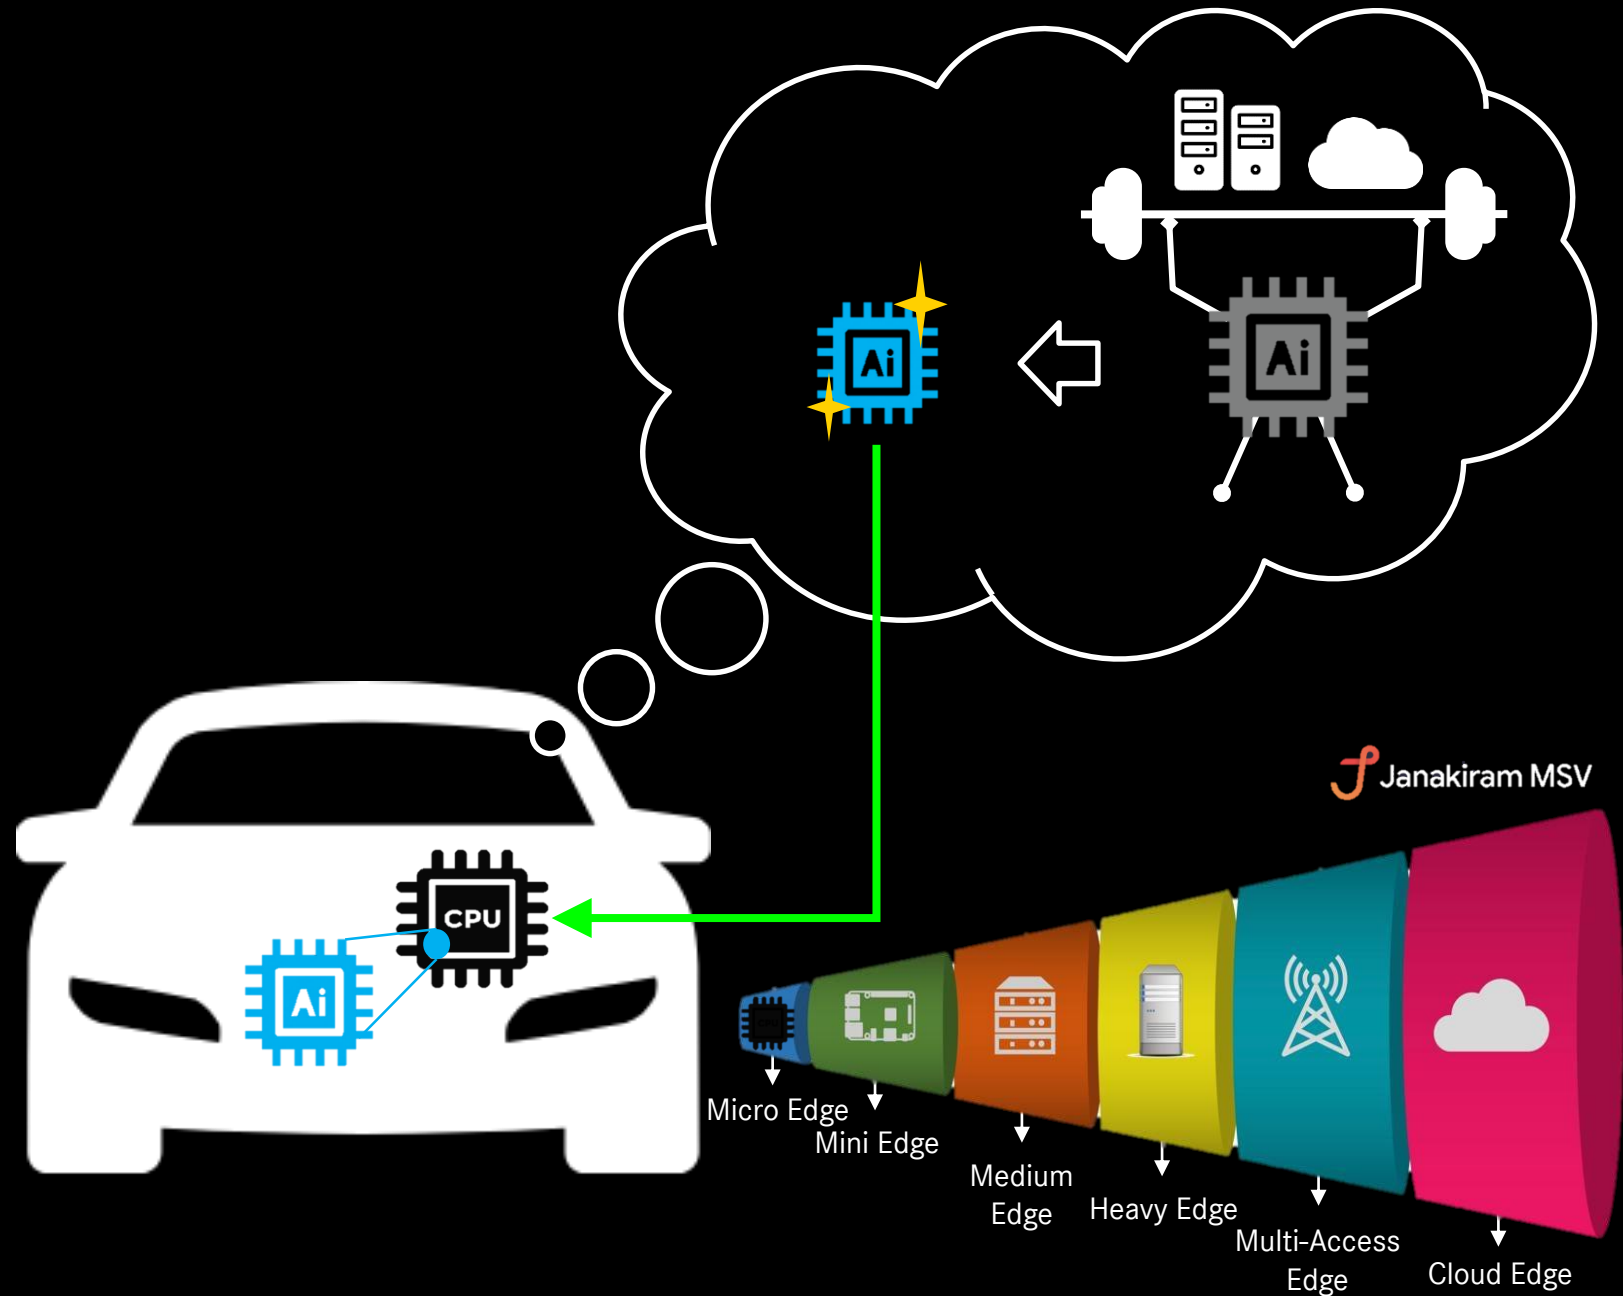 Ai
Ai
CPU
Ai
Janakiram MSV
Micro Edge
Mini Edge
Medium
Edge
Heavy Edge
Multi-Access
Edge
Cloud Edge